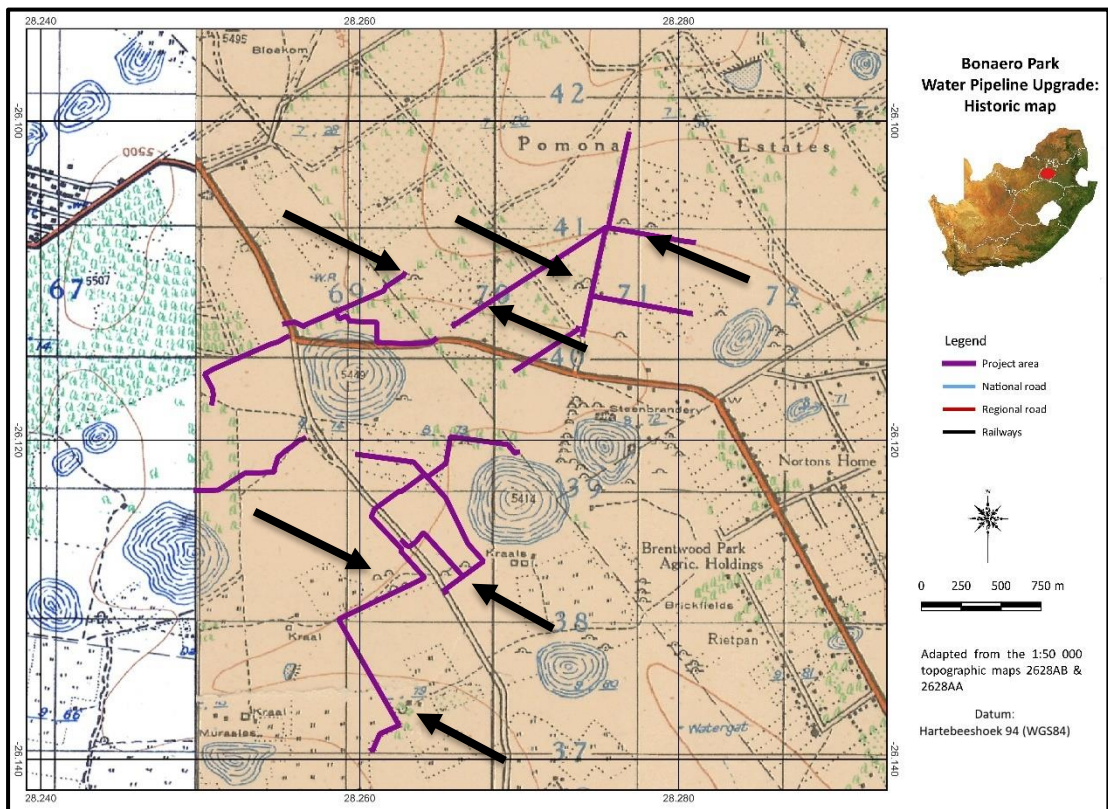 28.240
28.260
28.280
-26.100
-26.120
-26.140
-26.100
-26.120
-26.140
28.260
28.280
5495
Bloakom
42
5500
Pomona Estates
41
67
5507
W.P.
69
70
71
72
40
5449
Steenbrandery
Nortons Home
39
5414
Kraals
Brentwood Park
Agric. Holdings
Brickfields
38
Kraal
Rietpan
Kraal
Muraales
Watergat
37
Bonaero Park
Water Pipeline Upgrade:
Historic map
Legend
Project area
National road
Regional road
Railways
N
0 250 500 750 m
Adapted from the 1:50 000
topographic maps 2628AB &
2628AA
Datum:
Hartebeeshoek 94 (WGS84)